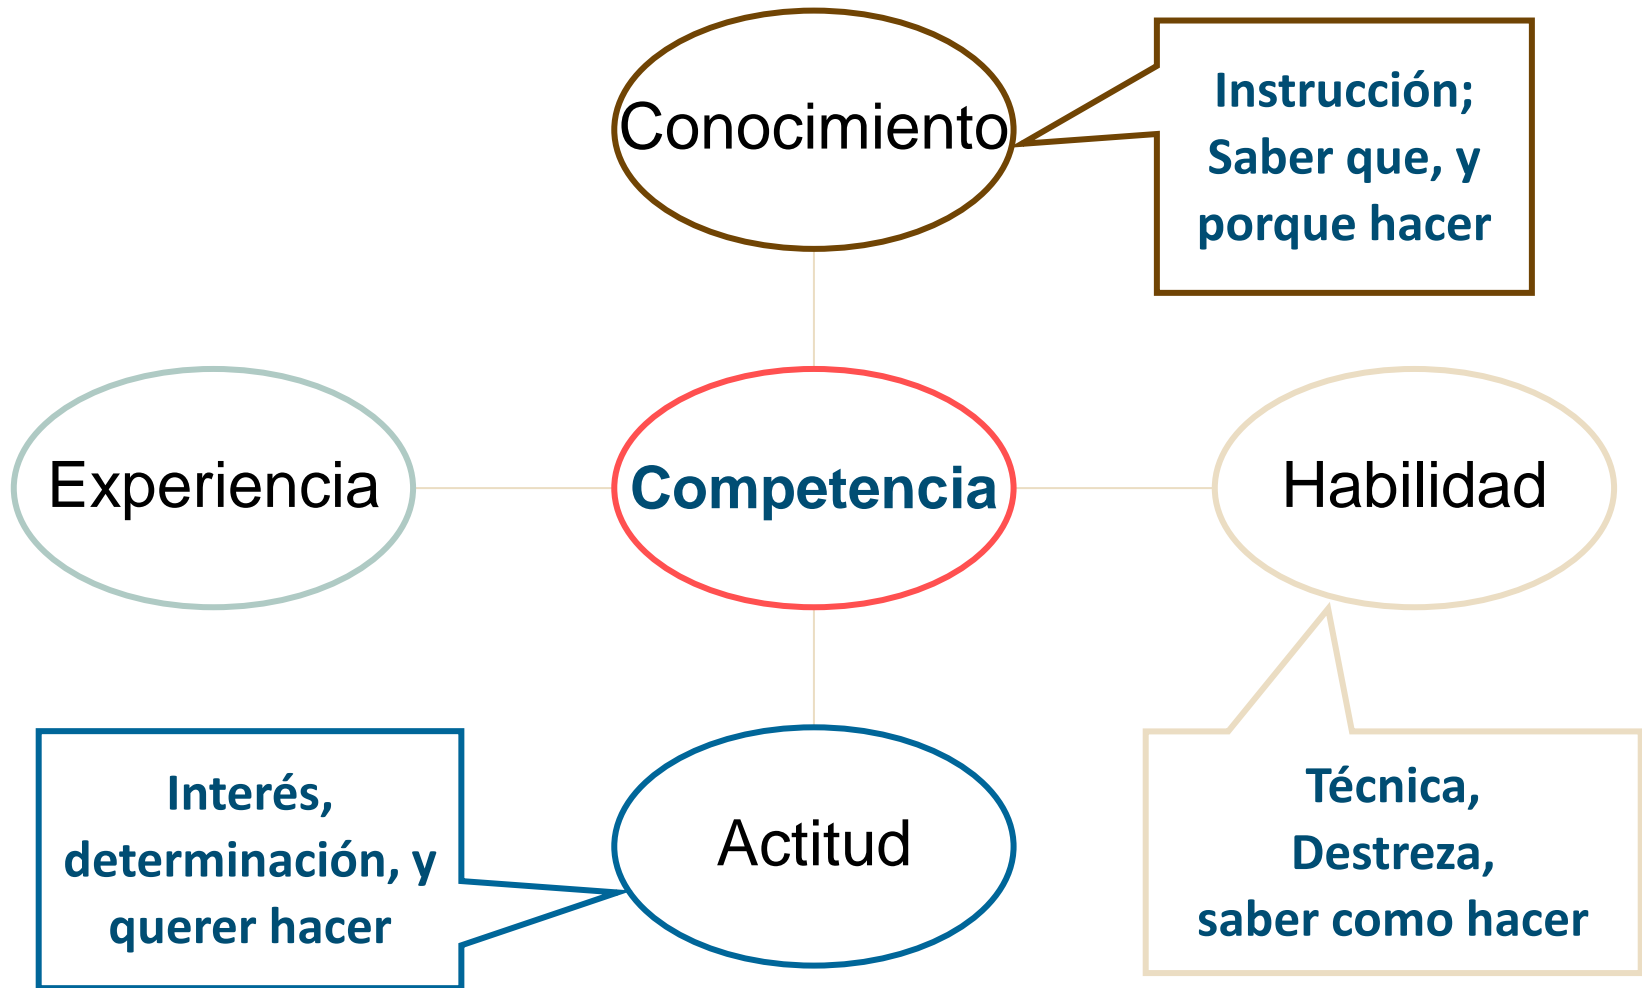 Conocimiento
Instrucción;
Saber que, y
porque hacer
Experiencia
Competencia
Habilidad
Interés,
determinación, y
querer hacer
Actitud
Técnica,
Destreza,
saber como hacer